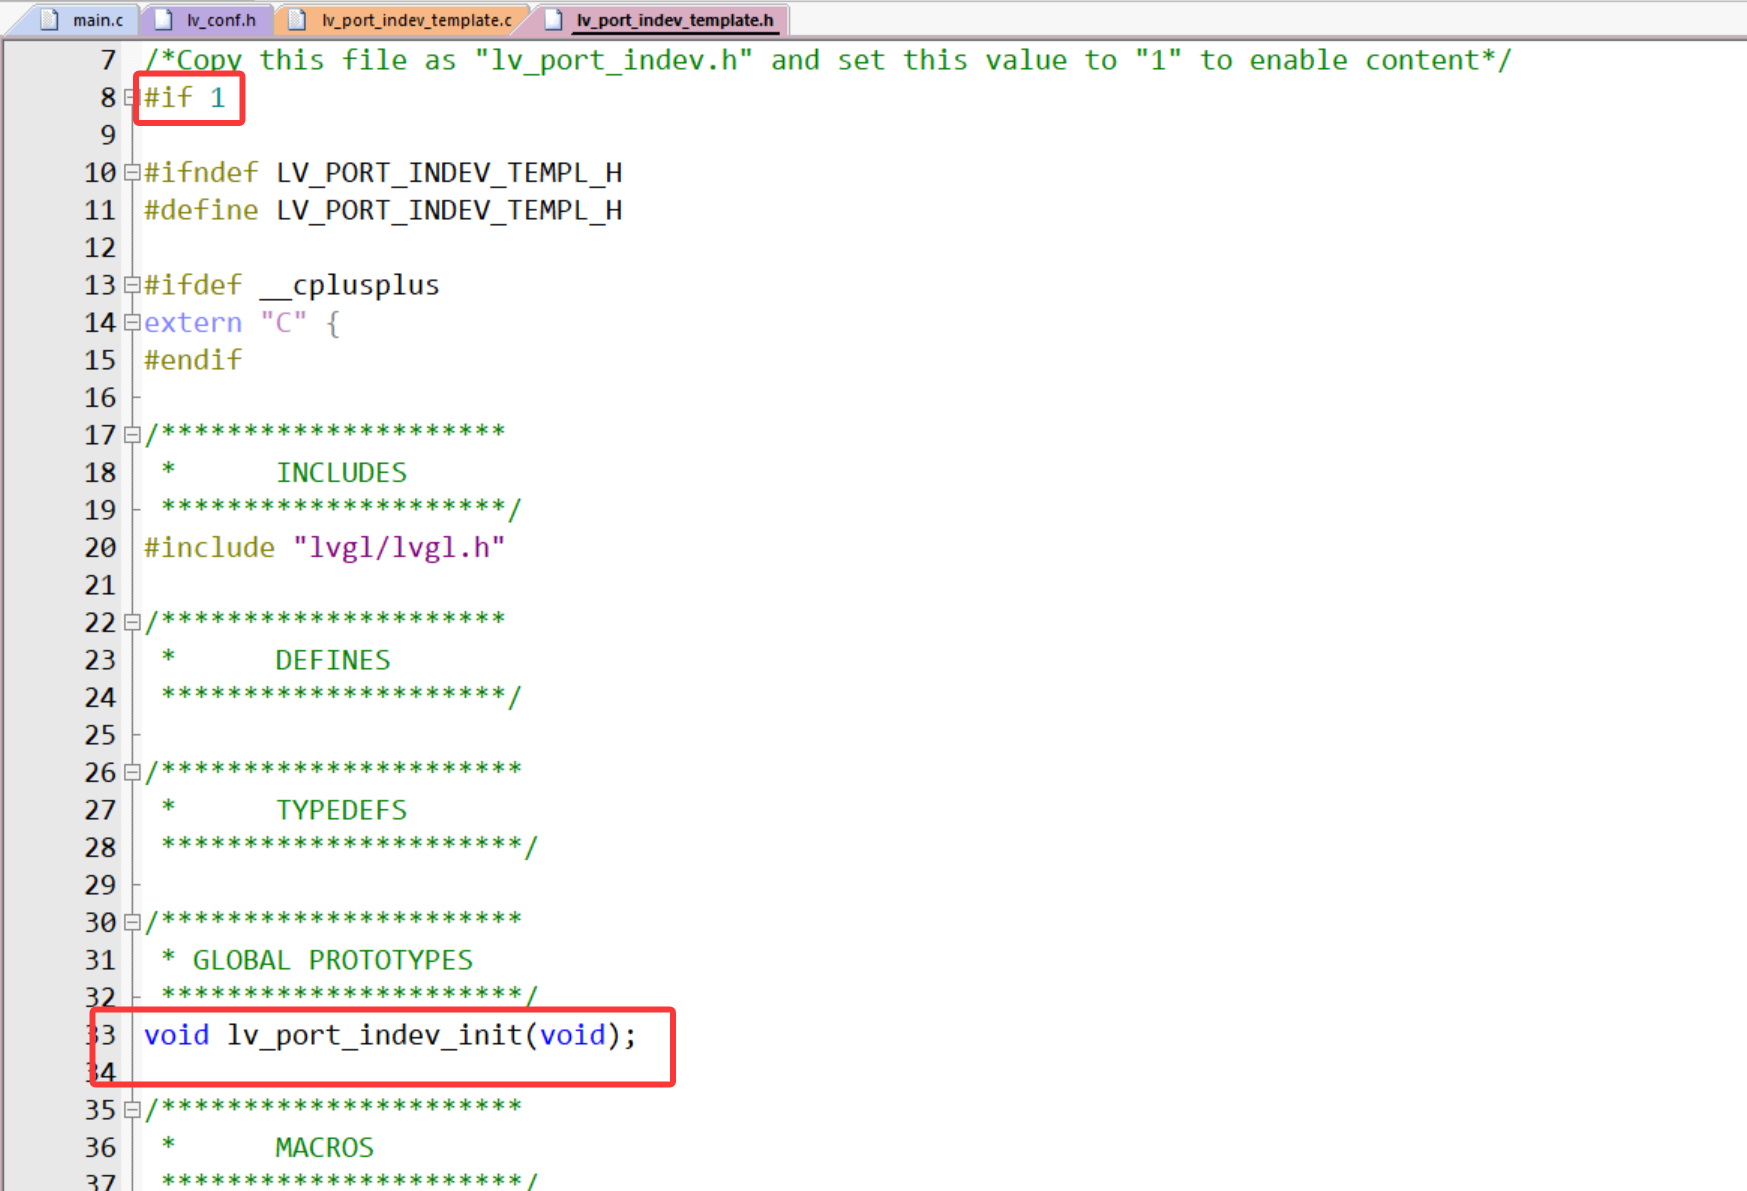 main.c lv_conf.h lv_port_indev_template.c lv_port_indev_template.h
7 /*Copy this file as "lv_port_indev.h" and set this value to "1" to enable content*/
8 #if 1
9
10 #ifndef LV_PORT_INDEV_TEMPL_H
11 #define LV_PORT_INDEV_TEMPL_H
12
13 #ifdef __cplusplus
14 extern "C" {
15 #endif
16
17 /*********************
18  *      INCLUDES
19  *********************/
20 #include "lvgl/lvgl.h"
21
22 /*********************
23  *      DEFINES
24  *********************/
25
26 /**********************
27  *      TYPEDEFS
28  **********************/
29
30 /**********************
31  * GLOBAL PROTOTYPES
32  **********************/
33 void lv_port_indev_init(void);
34
35 /**********************
36  *      MACROS
37  **********************/